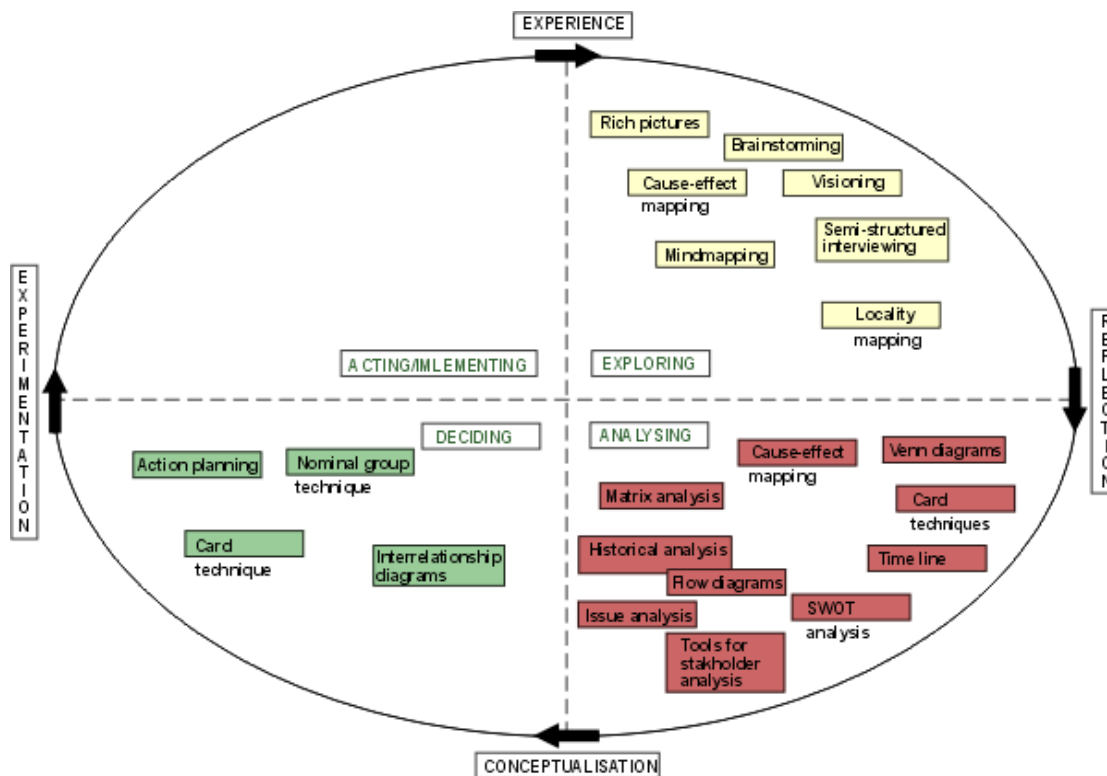 EXPERIENCE
Rich pictures
Brainstorming
Cause-effect
mapping
Visioning
Semi-structured
interviewing
Mindmapping
Locality
mapping
EXPERIMENTATION
REFLECTION
ACTING/IMLEMENTING
EXPLORING
DECIDING
ANALYSING
Action planning
Nominal group
technique
Card
technique
Interrelationship
diagrams
Cause-effect
mapping
Venn diagrams
Matrix analysis
Card
techniques
Historical analysis
Time line
Flow diagrams
Issue analysis
SWOT
analysis
Tools for
stakholder
analysis
CONCEPTUALISATION